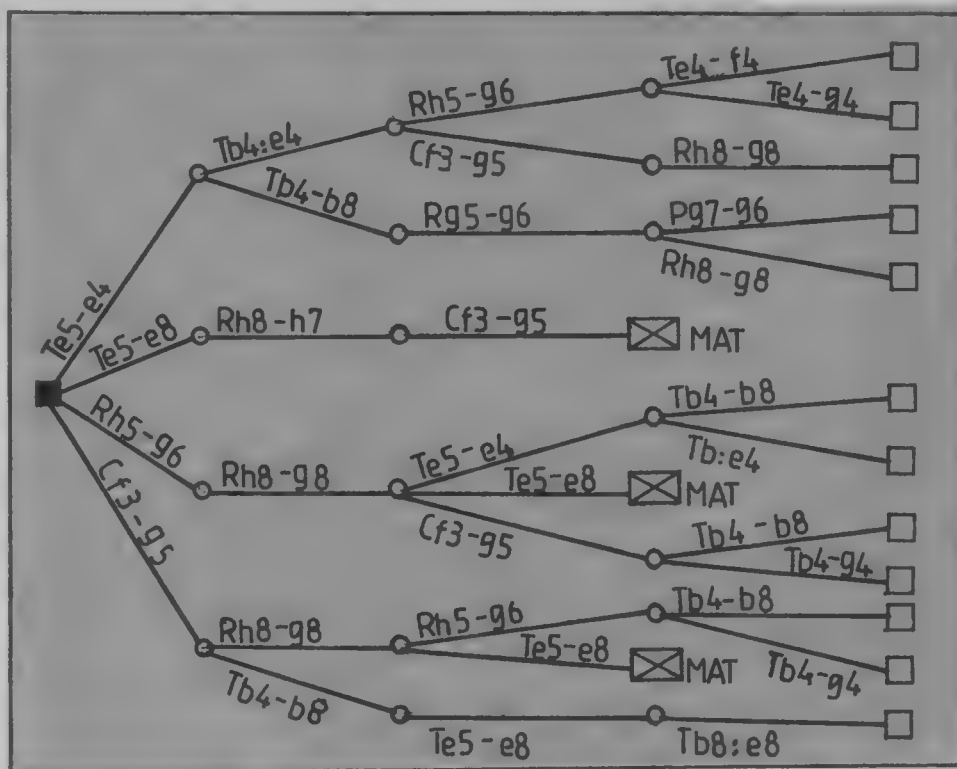 Te4-f4
Te4-g4
Rh5-g6
Tb4:e4
Cf3-g5
Rh8-g8
Tb4-b8
Rg5-g6
Pg7-g6
Rh8-g8
Te5-e4
Te5-e8
Rh8-h7
Cf3-g5
MAT
Rh5-g6
Rh8-g8
Te5-e4
Tb4-b8
Tb:e4
Te5-e8
MAT
Cf3-g5
Tb4-b8
Tb4-g4
Cf3-g5
Rh8-g8
Rh5-g6
Tb4-b8
Te5-e8
MAT
Tb4-g4
Tb4-b8
Te5-e8
Tb8:e8